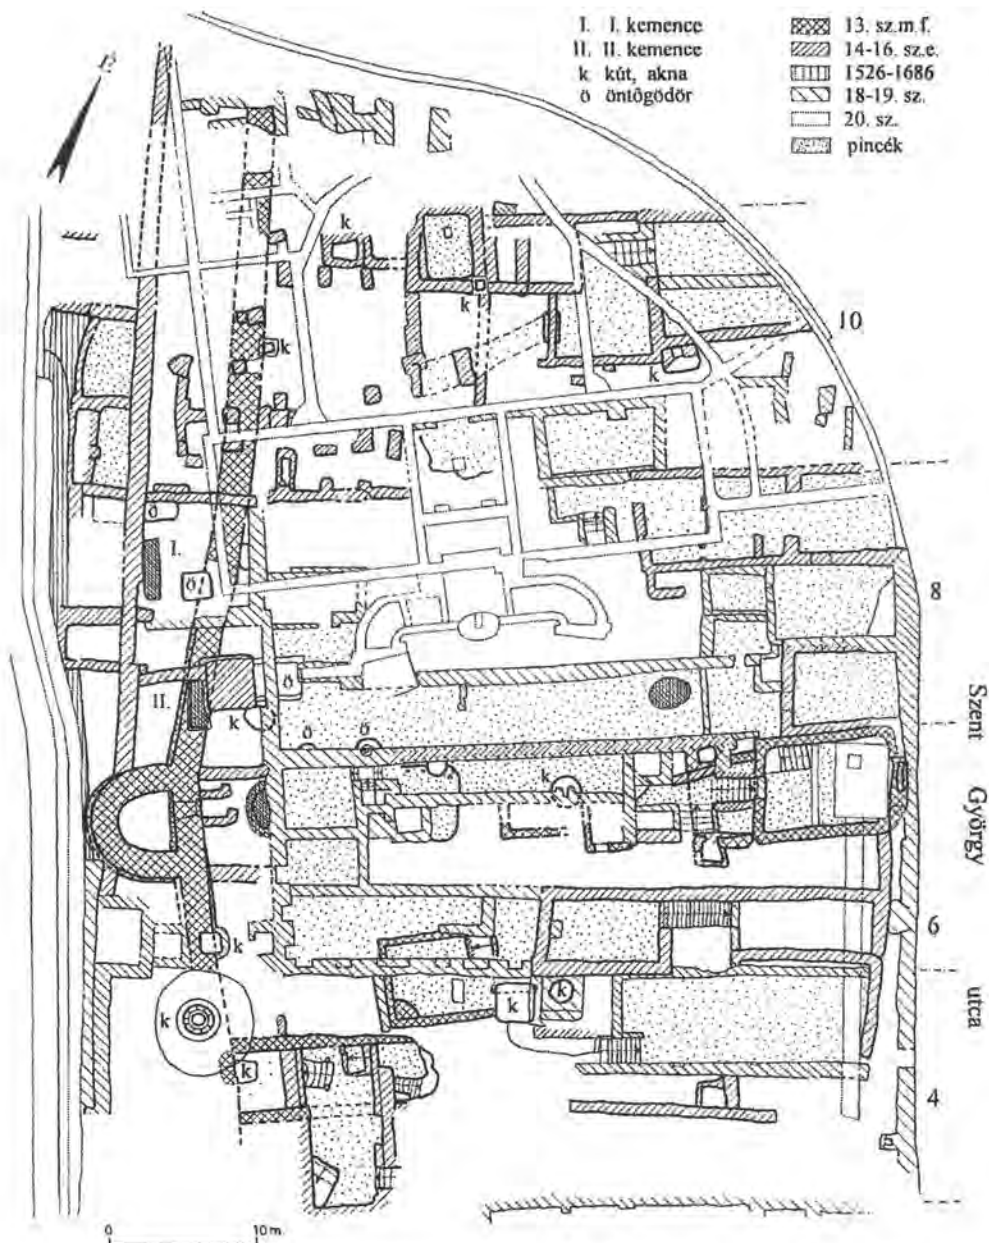 I. I. kemence
II. II. kemence
k kút, akna
ö öntőgödör
13. sz.m.f.
14-16. sz.e.
1526-1686
18-19. sz.
20. sz.
pincék
É
k
k
k
k
10
ö
I.
ö
8
II.
ö
k
ö
ö
k
Szent György utca
k
6
k
k
k
k
k
4
0 10 m.